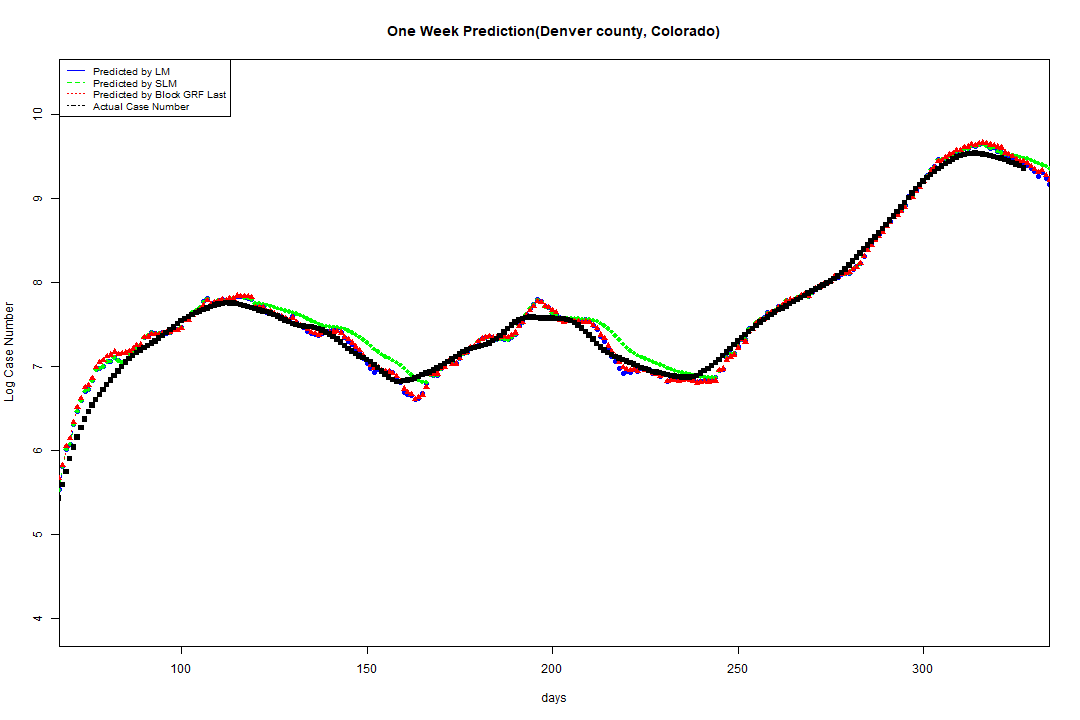 One Week Prediction(Denver county, Colorado)
Predicted by LM
Predicted by SLM
Predicted by Block GRF Last
Actual Case Number
10
9
8
7
6
5
4
Log Case Number
100 150 200 250 300
days